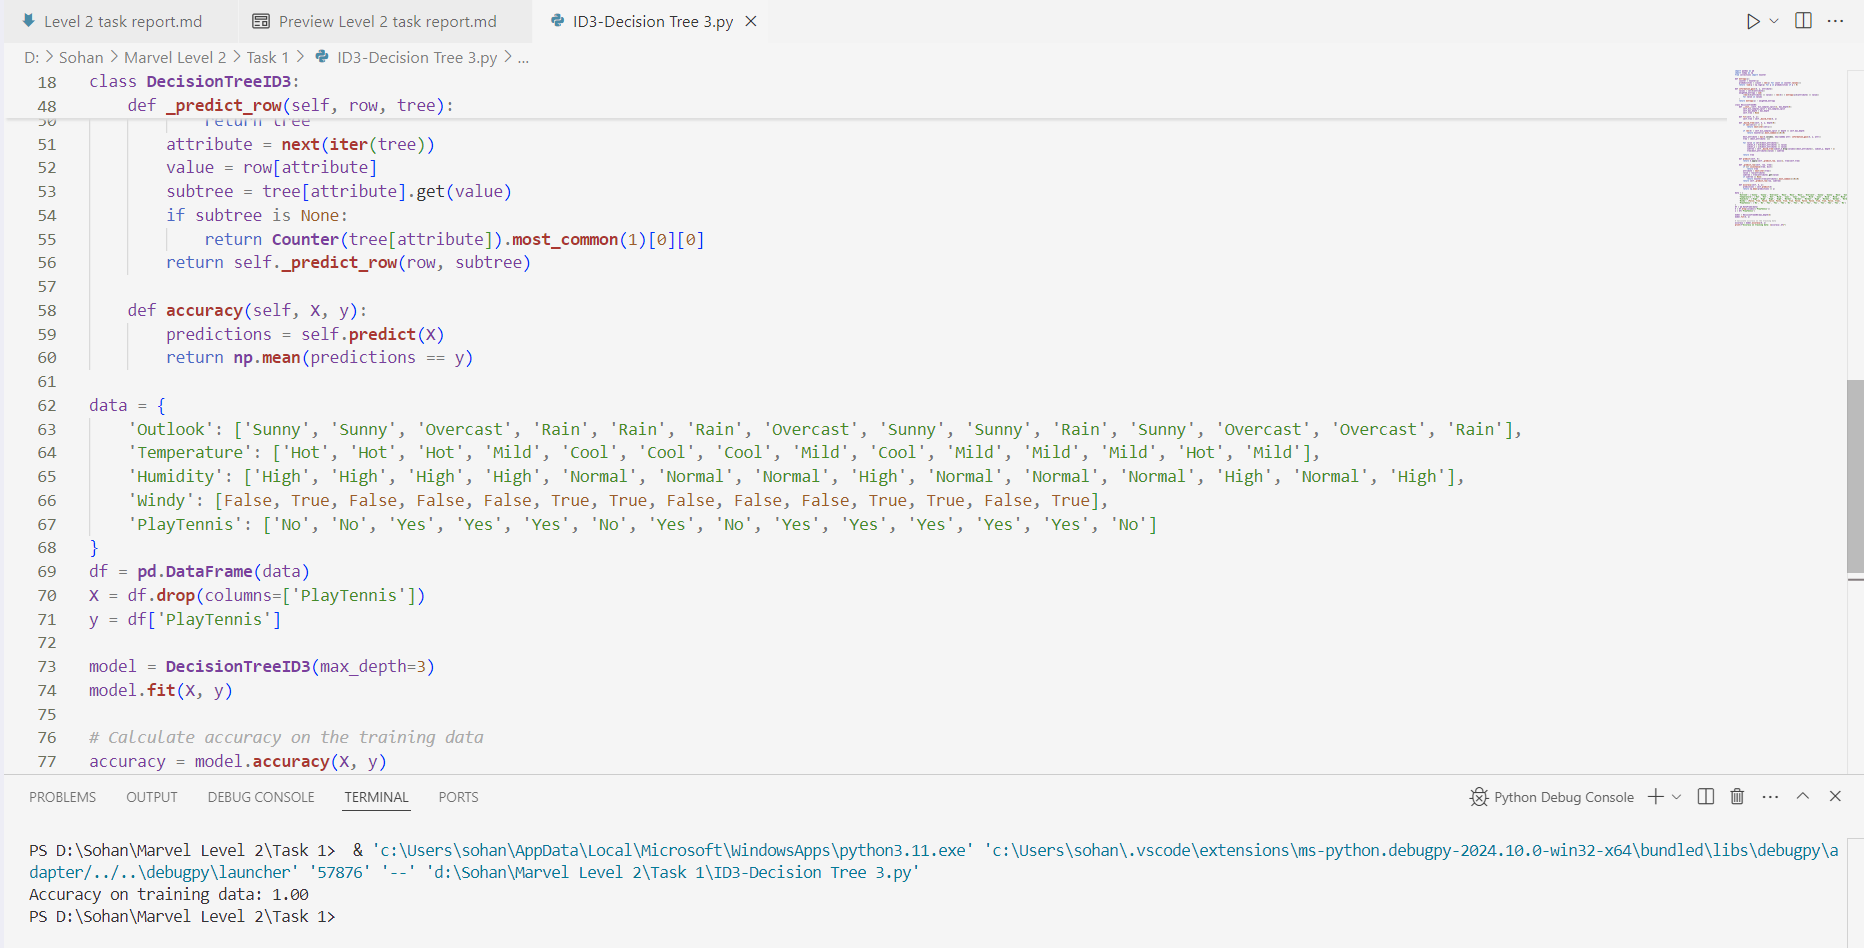 Level 2 task report.md
Preview Level 2 task report.md
ID3-Decision Tree 3.py
D: > Sohan > Marvel Level 2 > Task 1 > ID3-Decision Tree 3.py > ...
18 class DecisionTreeID3:
48 def _predict_row(self, row, tree):
50 return tree
51 attribute = next(iter(tree))
52 value = row[attribute]
53 subtree = tree[attribute].get(value)
54 if subtree is None:
55 return Counter(tree[attribute]).most_common(1)[0][0]
56 return self._predict_row(row, subtree)
57
58 def accuracy(self, X, y):
59 predictions = self.predict(X)
60 return np.mean(predictions == y)
61
62 data = {
63 'Outlook': ['Sunny', 'Sunny', 'Overcast', 'Rain', 'Rain', 'Rain', 'Overcast', 'Sunny', 'Sunny', 'Rain', 'Sunny', 'Overcast', 'Overcast', 'Rain'],
64 'Temperature': ['Hot', 'Hot', 'Hot', 'Mild', 'Cool', 'Cool', 'Cool', 'Mild', 'Cool', 'Mild', 'Mild', 'Mild', 'Hot', 'Mild'],
65 'Humidity': ['High', 'High', 'High', 'High', 'Normal', 'Normal', 'Normal', 'High', 'Normal', 'Normal', 'Normal', 'High', 'Normal', 'High'],
66 'Windy': [False, True, False, False, False, True, True, False, False, False, True, True, False, True],
67 'PlayTennis': ['No', 'No', 'Yes', 'Yes', 'Yes', 'No', 'Yes', 'No', 'Yes', 'Yes', 'Yes', 'Yes', 'Yes', 'No']
68 }
69 df = pd.DataFrame(data)
70 X = df.drop(columns=['PlayTennis'])
71 y = df['PlayTennis']
72
73 model = DecisionTreeID3(max_depth=3)
74 model.fit(X, y)
75
76 # Calculate accuracy on the training data
77 accuracy = model.accuracy(X, y)
PROBLEMS OUTPUT DEBUG CONSOLE TERMINAL PORTS
Python Debug Console
PS D:\Sohan\Marvel Level 2\Task 1> & 'c:\Users\sohan\AppData\Local\Microsoft\WindowsApps\python3.11.exe' 'c:\Users\sohan\.vscode\extensions\ms-python.debugpy-2024.10.0-win32-x64\bundled\libs\debugpy\a
dapter/../..\debugpy\launcher' '57876' '--' 'd:\Sohan\Marvel Level 2\Task 1\ID3-Decision Tree 3.py'
Accuracy on training data: 1.00
PS D:\Sohan\Marvel Level 2\Task 1>